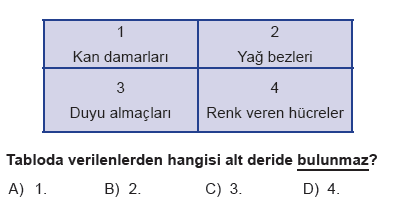 1 2
Kan damarları Yağ bezleri
3 4
Duyu almaçları Renk veren hücreler
Tabloda verilenlerden hangisi alt deride bulunmaz?
A) 1. B) 2. C) 3. D) 4.